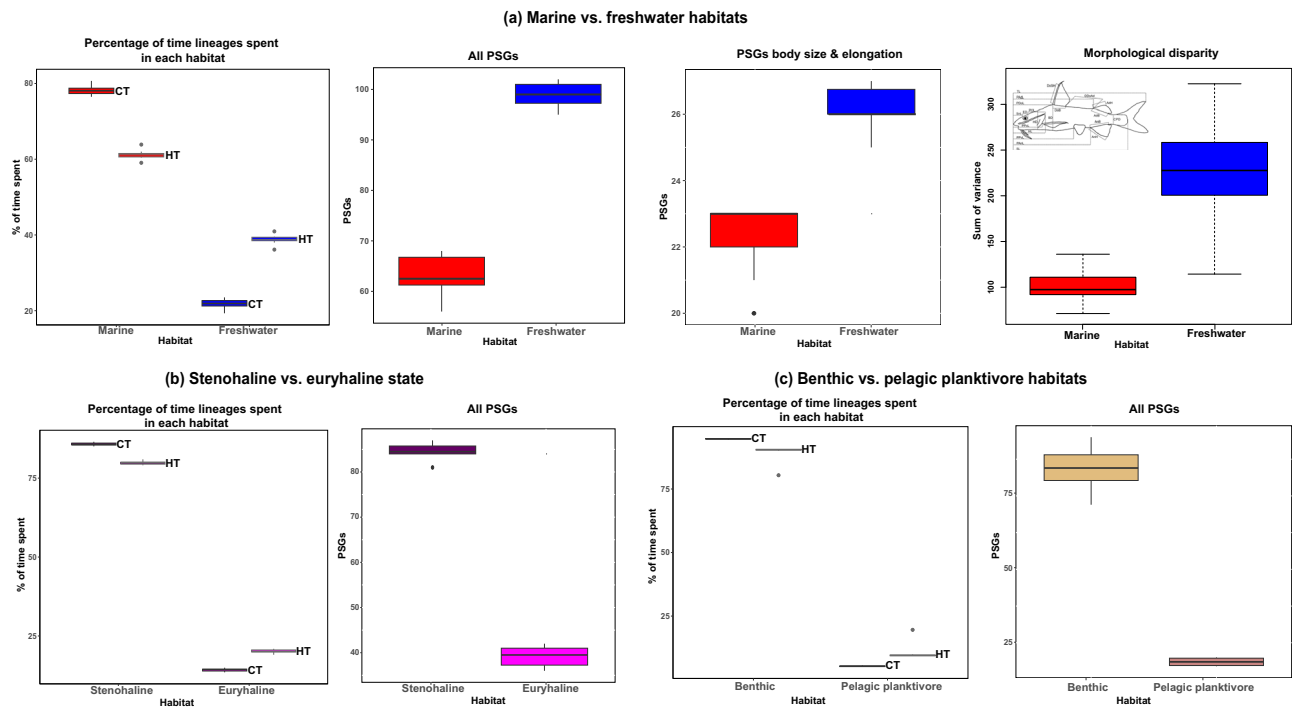 (a) Marine vs. freshwater habitats
Percentage of time lineages spent
in each habitat
% of time spent
80
60
40
20
CT
HT
HT
CT
Marine
Freshwater
Habitat
All PSGs
PSGs
100
90
80
70
60
Marine
Freshwater
Habitat
PSGs body size & elongation
PSGs
26
24
22
20
Marine
Freshwater
Habitat
Morphological disparity
Sum of variance
300
250
200
150
100
Marine
Freshwater
Habitat
(b) Stenohaline vs. euryhaline state
Percentage of time lineages spent
in each habitat
% of time spent
75
50
25
CT
HT
HT
CT
Stenohaline
Euryhaline
Habitat
All PSGs
PSGs
80
70
60
50
40
Stenohaline
Euryhaline
Habitat
(c) Benthic vs. pelagic planktivore habitats
Percentage of time lineages spent
in each habitat
% of time spent
75
50
25
CT
HT
HT
CT
Benthic
Pelagic planktivore
Habitat
All PSGs
PSGs
75
50
25
Benthic
Pelagic planktivore
Habitat